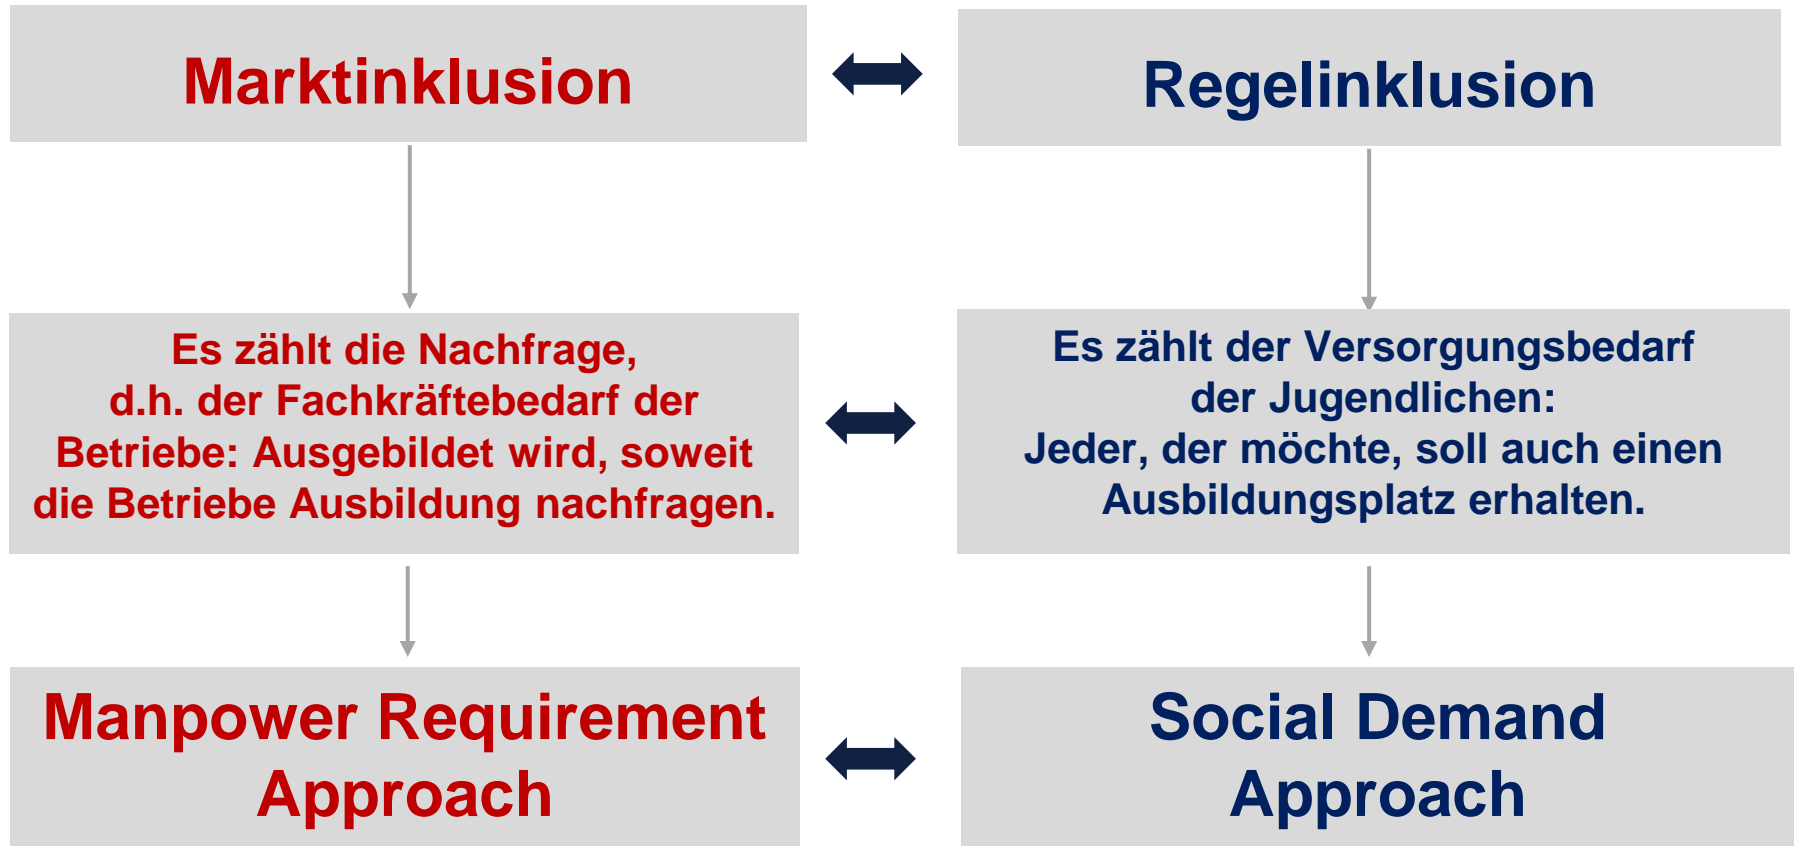 Marktinklusion
Regelinklusion
Es zählt die Nachfrage,
d.h. der Fachkräftebedarf der
Betriebe: Ausgebildet wird, soweit
die Betriebe Ausbildung nachfragen.
Es zählt der Versorgungsbedarf
der Jugendlichen:
Jeder, der möchte, soll auch einen
Ausbildungsplatz erhalten.
Manpower Requirement
Approach
Social Demand
Approach